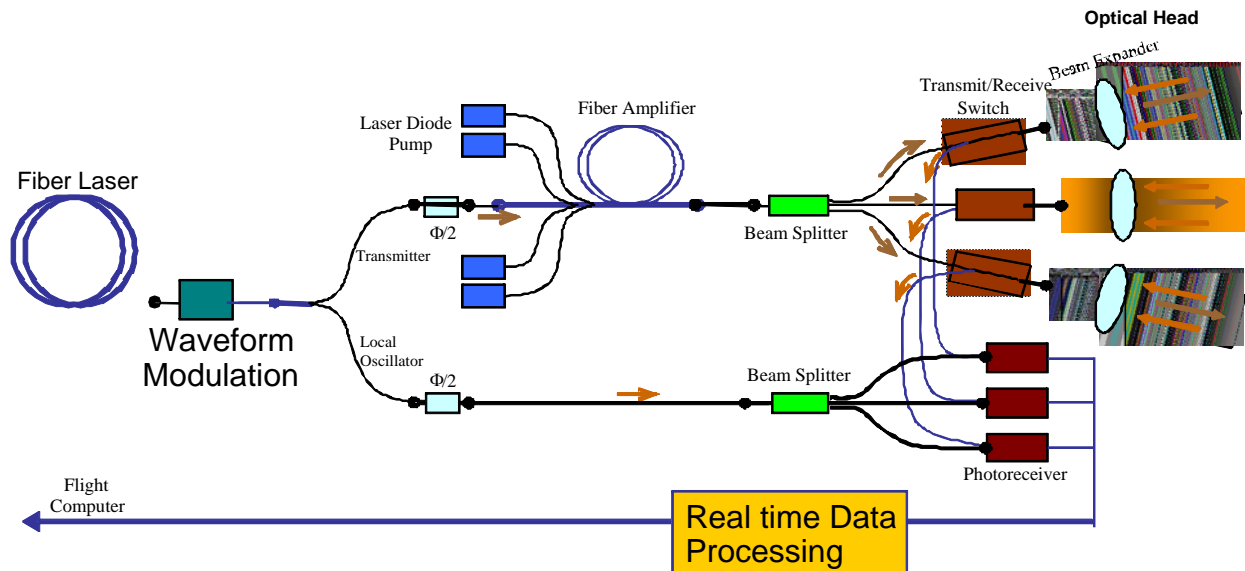 Optical Head
Beam Expander
Transmit/Receive
Switch
Fiber Amplifier
Laser Diode
Pump
Fiber Laser
Φ/2
Beam Splitter
Transmitter
Waveform
Modulation
Local
Oscillator
Φ/2
Beam Splitter
Photoreceiver
Flight
Computer
Real time Data
Processing